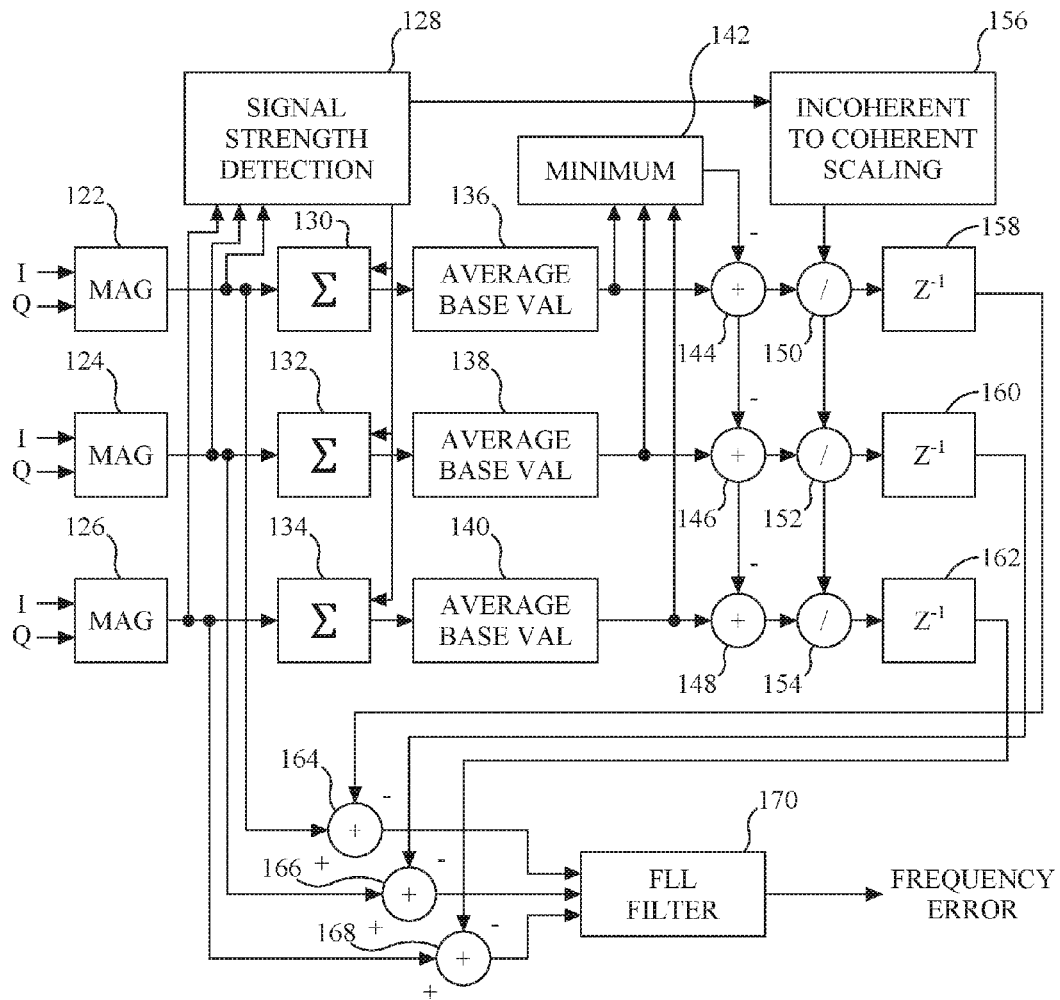 128
142
156
SIGNAL
STRENGTH
DETECTION
INCOHERENT
TO COHERENT
SCALING
MINIMUM
122
130
136
-
158
I
Q
MAG
Σ
AVERAGE
BASE VAL
+
/
Z⁻¹
144
150
124
132
138
-
160
I
Q
MAG
Σ
AVERAGE
BASE VAL
+
/
Z⁻¹
146
152
126
134
140
-
162
I
Q
MAG
Σ
AVERAGE
BASE VAL
+
/
Z⁻¹
148
154
164
-
+
+
166
-
+
+
168
-
+
+
170
FLL
FILTER
FREQUENCY
ERROR